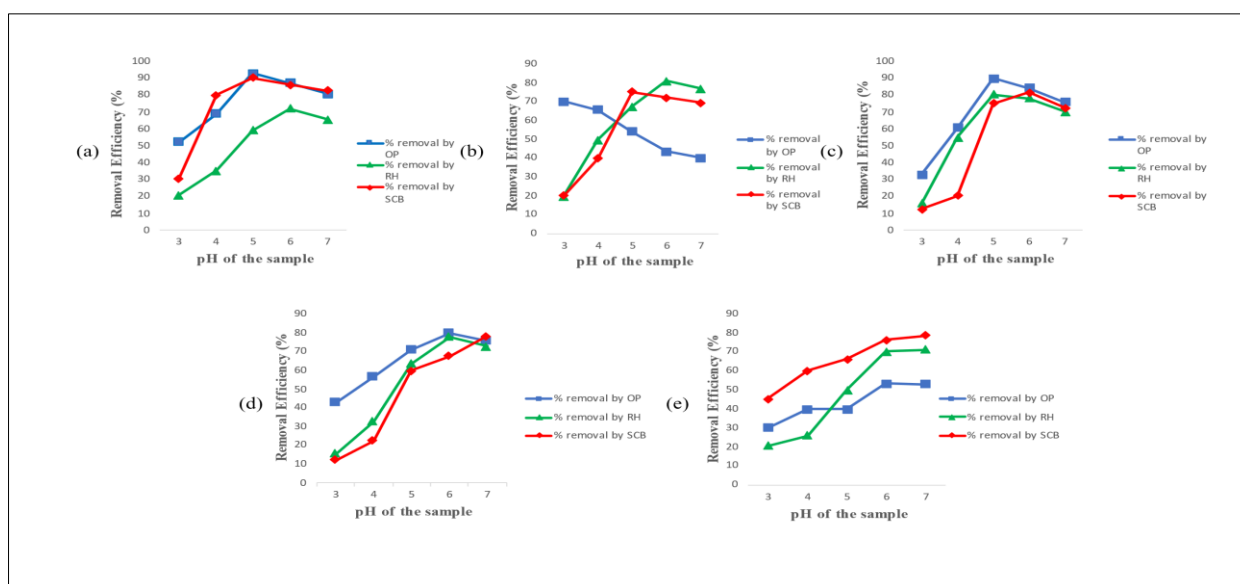 (a)
Removal Efficiency (%
100
90
80
70
60
50
40
30
20
10
0
3 4 5 6 7
pH of the sample
% removal by
OP
% removal by
RH
% removal by
SCB
(b)
Removal Efficiency (%
90
80
70
60
50
40
30
20
10
0
3 4 5 6 7
pH of the sample
% removal
by OP
% removal
by RH
% removal
by SCB
(c)
Removal Efficiency (%
100
90
80
70
60
50
40
30
20
10
0
3 4 5 6 7
pH of the sample
% removal by
OP
% removal by
RH
% removal by
SCB
(d)
Removal Efficiency (%
90
80
70
60
50
40
30
20
10
0
3 4 5 6 7
pH of the sample
% removal by OP
% removal by RH
% removal by SCB
(e)
Removal Efficiency (%
90
80
70
60
50
40
30
20
10
0
3 4 5 6 7
pH of the sample
% removal by OP
% removal by RH
% removal by SCB